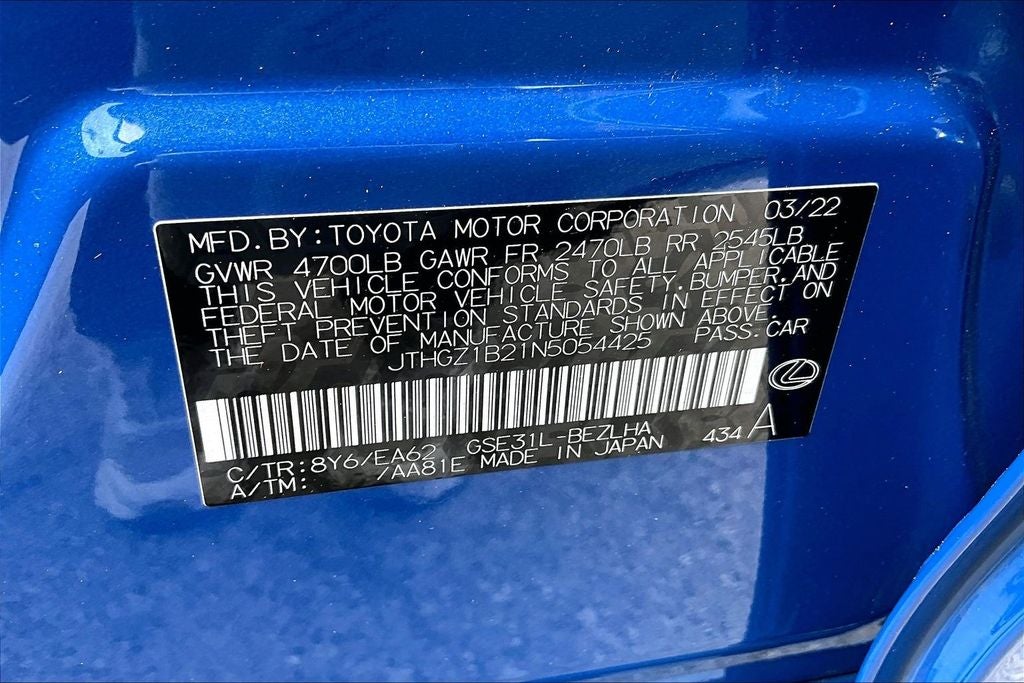 MFD.BY:TOYOTA MOTOR CORPORATION 03/22
GVWR 4700LB GAWR FR 2470LB RR 2545LB
THIS VEHICLE CONFORMS TO ALL APPLICABLE
FEDERAL MOTOR VEHICLE SAFETY,BUMPER,AND
THEFT PREVENTION STANDARDS IN EFFECT ON
THE DATE OF MANUFACTURE SHOWN ABOVE.
JTHGZ1B21N5054425 PASS.CAR
C/TR:8Y6/EA62 GSE31L-BEZLHA 434 A
A/TM: /AA81E MADE IN JAPAN